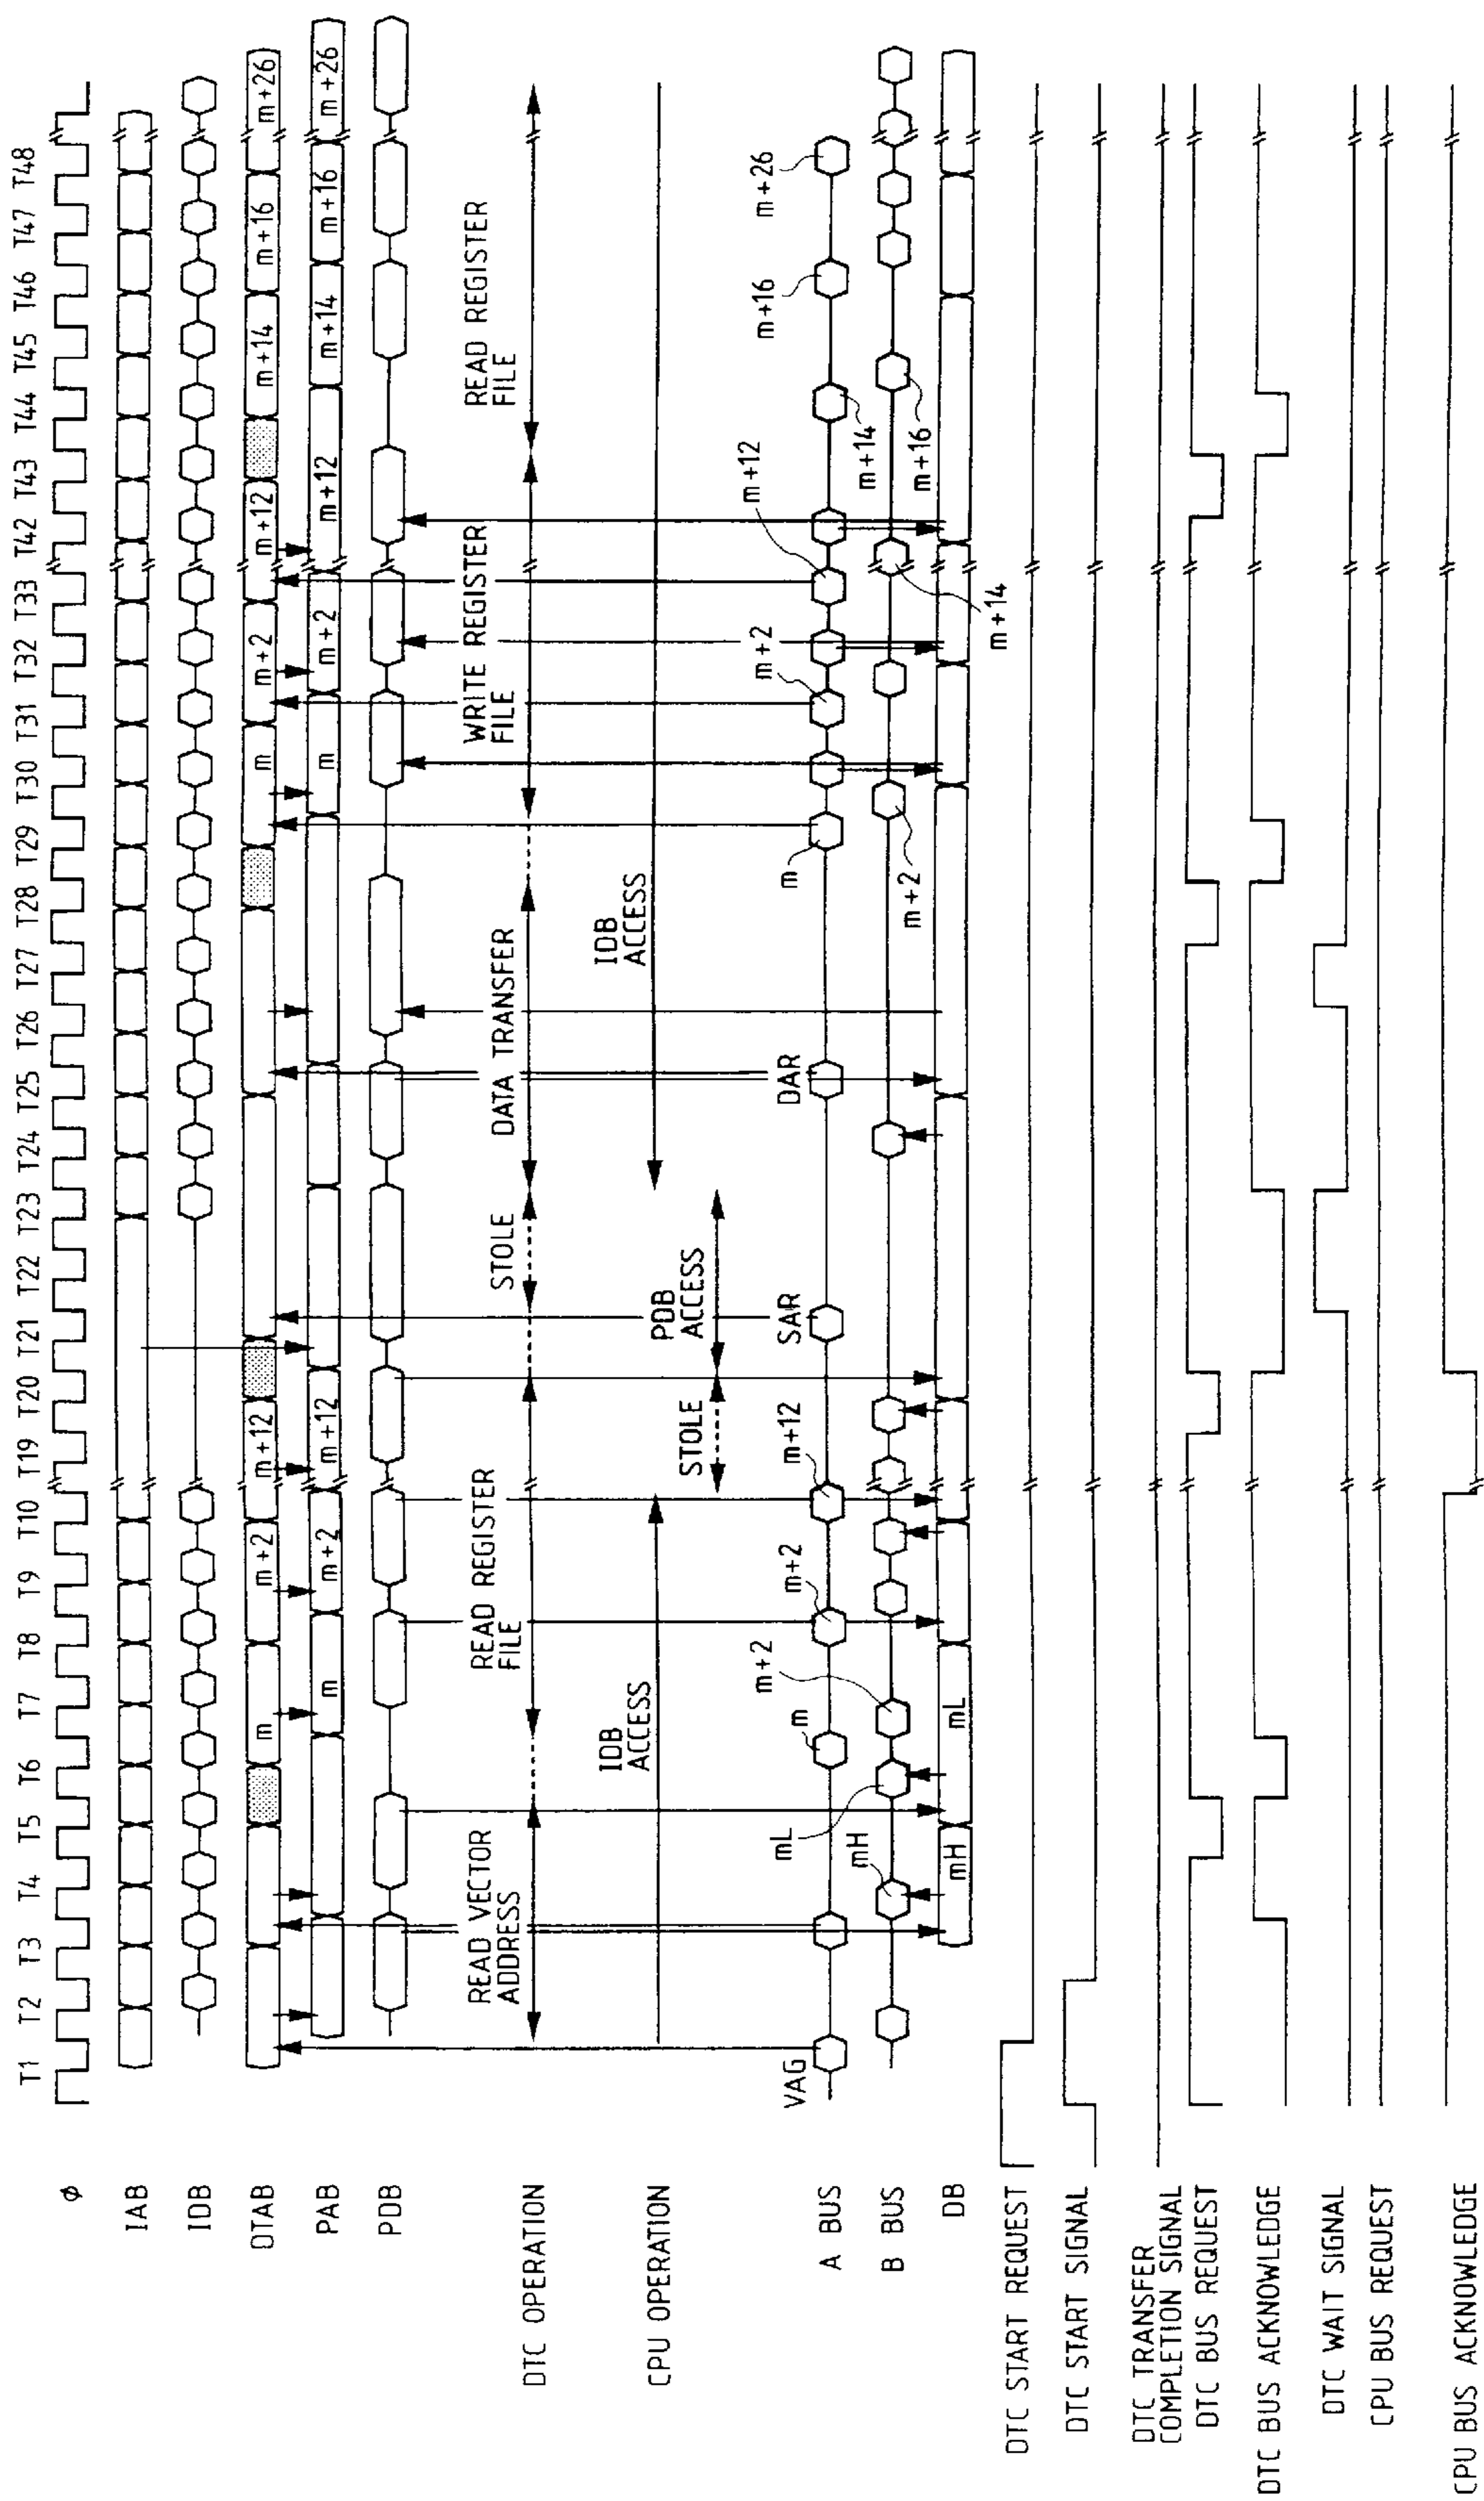 T1 T2 T3 T4 T5 T6 T7 T8 T9 T10 T19 T20 T21 T22 T23 T24 T25 T26 T27 T28 T29 T30 T31 T32 T33 T42 T43 T44 T45 T46 T47 T48
ø
IAB
IDB
DTAB m m+2 m+12 m m+2 m+12 m+14 m+16 m+26
PAB m m+2 m+12 m m+2 m+12 m+14 m+16 m+26
PDB
READ VECTOR
ADDRESS
READ REGISTER
FILE
STOLE
DATA TRANSFER
WRITE REGISTER
FILE
READ REGISTER
FILE
DTC OPERATION
IDB
ACCESS
IDB
ACCESS
CPU OPERATION
STOLE
PDB
ACCESS
VAG
mL
m+2
m
m+2
m+12
SAR
DAR
m
m+2
m+12
m+16
m+26
A BUS
mH
m+2
m+14
m+16
B BUS
mH mL
DB
m+14
DTC START REQUEST
DTC START SIGNAL
DTC TRANSFER
COMPLETION SIGNAL
DTC BUS REQUEST
DTC BUS ACKNOWLEDGE
DTC WAIT SIGNAL
CPU BUS REQUEST
CPU BUS ACKNOWLEDGE